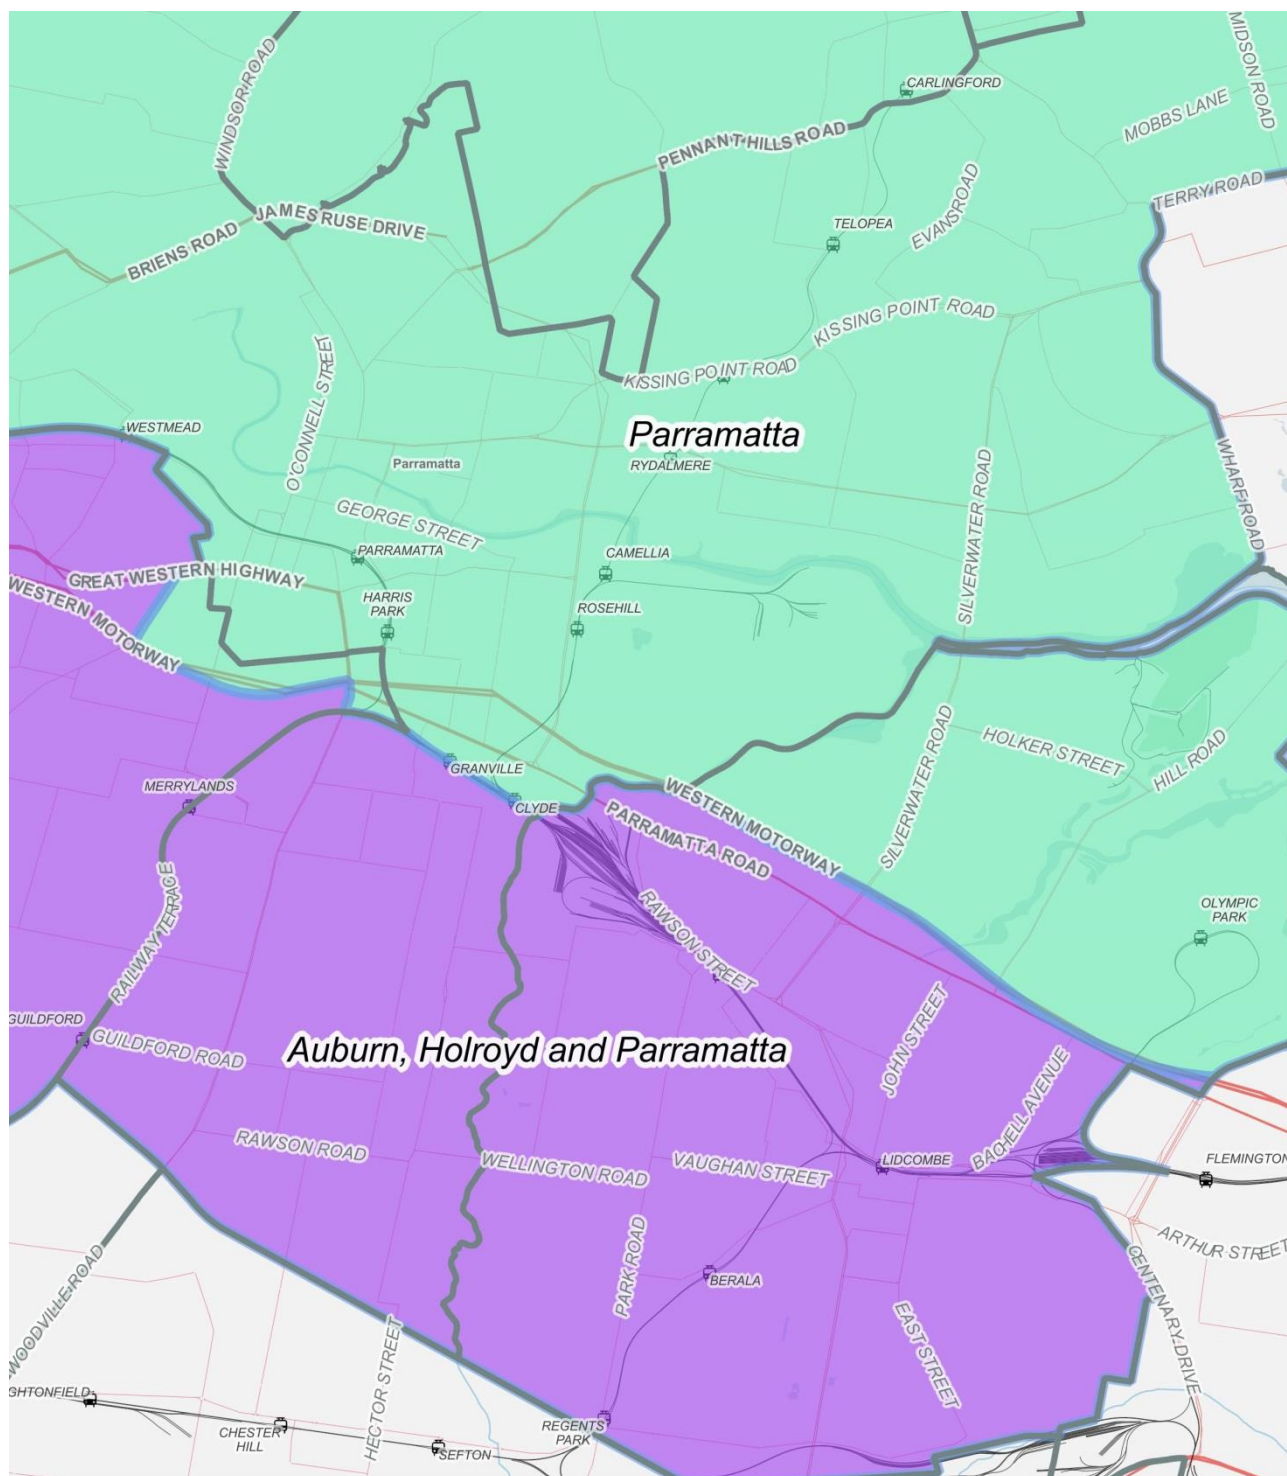 MIDSON ROAD
WINDSOR ROAD
CARLINGFORD
MOBBS LANE
PENNANT HILLS ROAD
TERRY ROAD
EVANSROAD
JAMES RUSE DRIVE
TELOPEA
BRIENS ROAD
KISSING POINT ROAD
O'CONNELL STREET
KISSING POINT ROAD
WESTMEAD
Parramatta
Parramatta
RYDALMERE
WHARF ROAD
GEORGE STREET
SILVERWATER ROAD
PARRAMATTA
CAMELLIA
GREAT WESTERN HIGHWAY
HARRIS
PARK
ROSEHILL
WESTERN MOTORWAY
HOLKER STREET
HILL ROAD
GRANVILLE
MERRYLANDS
CLYDE
WESTERN MOTORWAY
SILVERWATER ROAD
PARRAMATTA ROAD
RAILWAY TERRACE
RAWSON STREET
OLYMPIC
PARK
GUILDFORD
GUILDFORD ROAD
Auburn, Holroyd and Parramatta
JOHN STREET
BACHELL AVENUE
RAWSON ROAD
WELLINGTON ROAD
VAUGHAN STREET
LIDCOMBE
FLEMINGTON
ARTHUR STREET
PARK ROAD
BERALA
CENTENARY DRIVE
WOODVILLE ROAD
EAST STREET
HECTOR STREET
GHTONFIELD
CHESTER
HILL
REGENTS
PARK
SEFTON